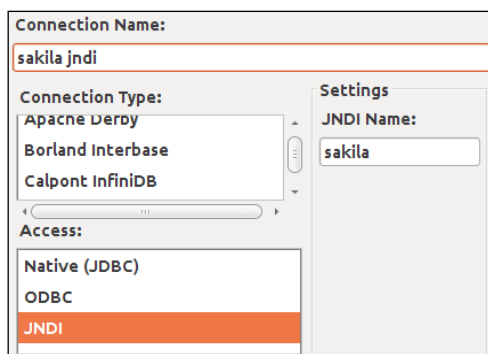 Connection Name:
sakila jndi
Connection Type:
Apache Derby
Borland Interbase
Calpont InfiniDB
Access:
Native (JDBC)
ODBC
JNDI
Settings
JNDI Name:
sakila